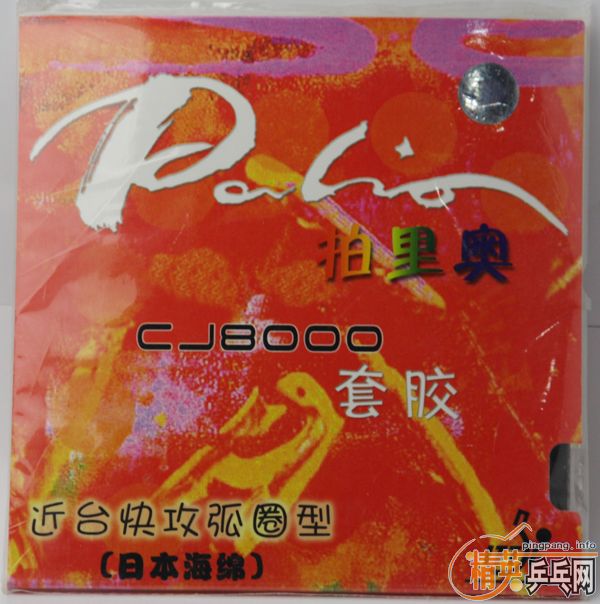 Palio
拍里奥
CJ8000
套胶
近台快攻弧圈型
(日本海绵)
pingpang.info
精英乒乓网